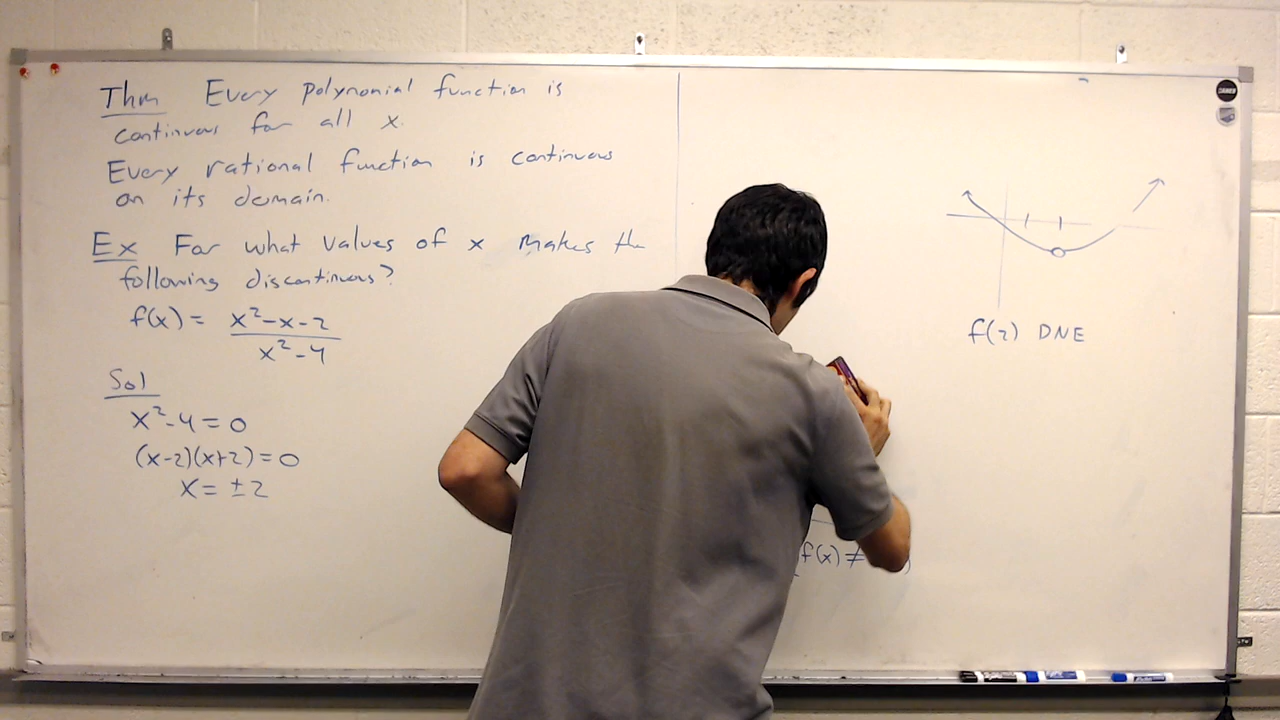 Thm Every polynomial function is
continuous for all x.
Every rational function is continuous
on its domain.
Ex For what values of x makes the
following discontinuous?
f(x) = x²-x-2
x²-4
Sol
x²-4=0
(x-2)(x+2)=0
x= ±2
f(x) ≠
f(2) DNE